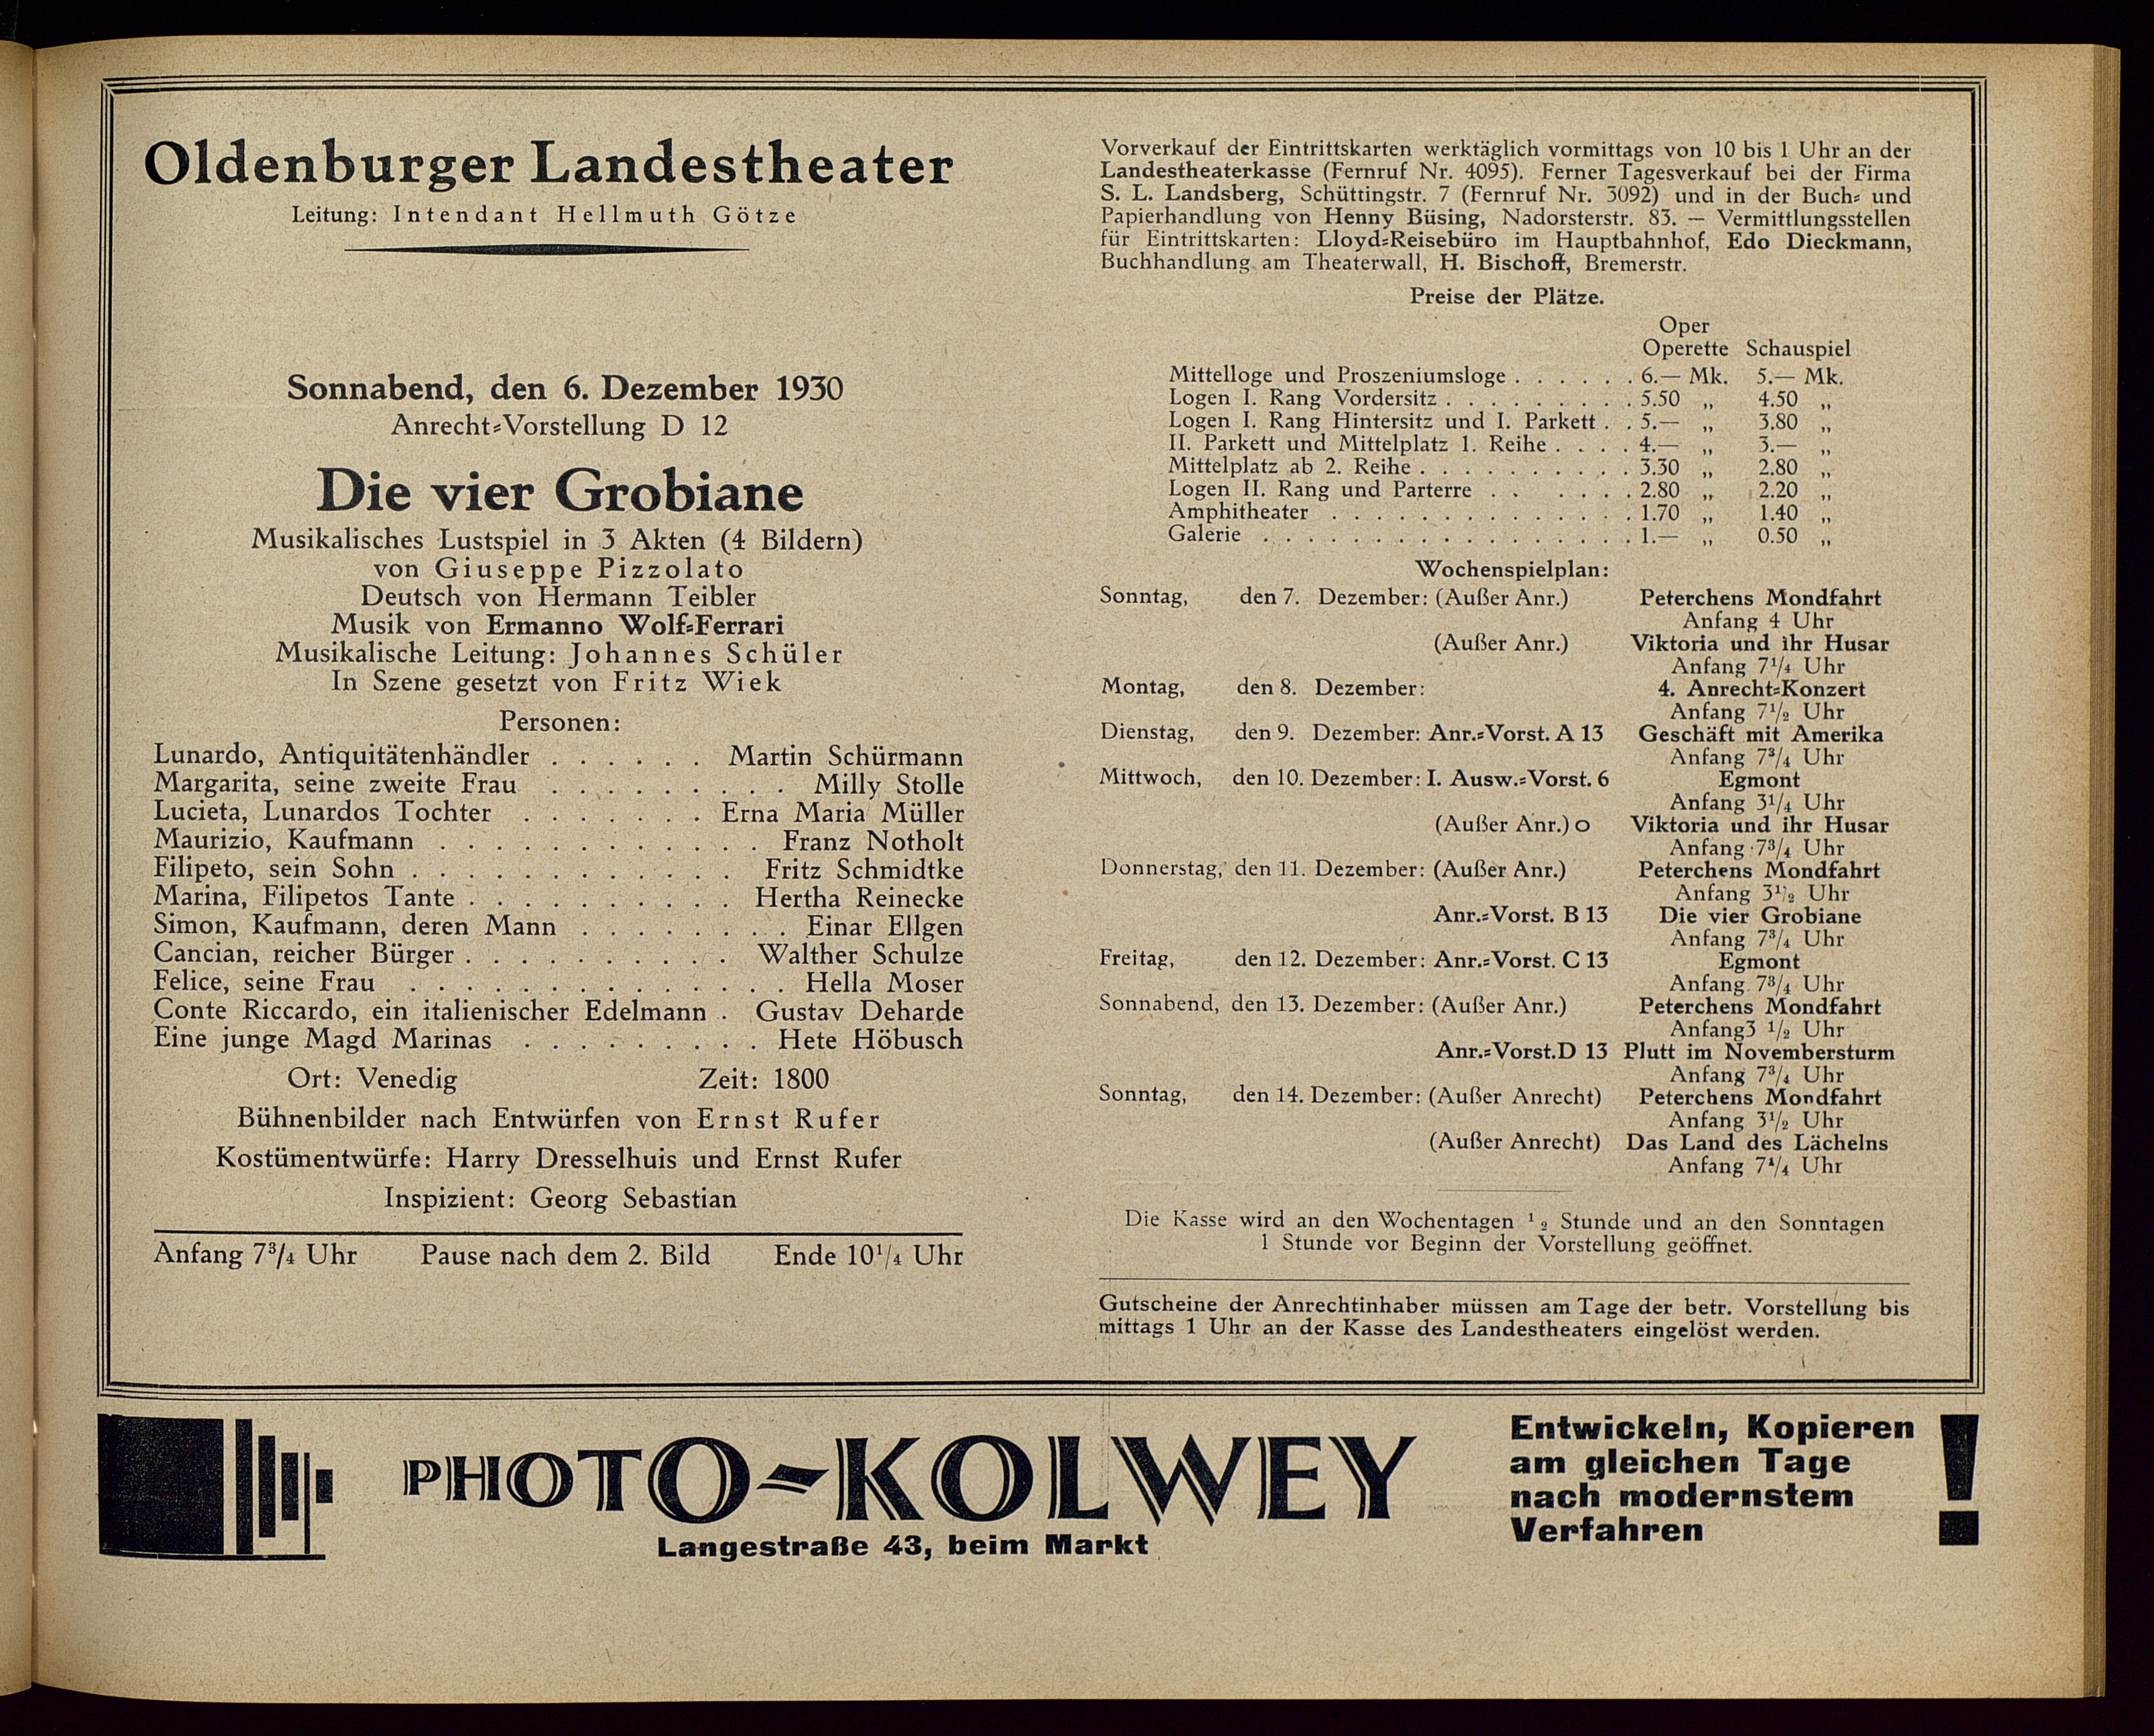 Oldenburger Landestheater
Leitung: Intendant Hellmuth Götze
Sonnabend, den 6. Dezember 1930
Anrecht=Vorstellung D 12
Die vier Grobiane
Musikalisches Lustspiel in 3 Akten (4 Bildern)
von Giuseppe Pizzolato
Deutsch von Hermann Teibler
Musik von Ermanno Wolf=Ferrari
Musikalische Leitung: Johannes Schüler
In Szene gesetzt von Fritz Wiek
Personen:
Lunardo, Antiquitätenhändler . . . . . . Martin Schürmann
Margarita, seine zweite Frau . . . . . . . . . Milly Stolle
Lucieta, Lunardos Tochter . . . . . . . Erna Maria Müller
Maurizio, Kaufmann . . . . . . . . . . . . Franz Notholt
Filipeto, sein Sohn . . . . . . . . . . . . Fritz Schmidtke
Marina, Filipetos Tante . . . . . . . . . . Hertha Reinecke
Simon, Kaufmann, deren Mann . . . . . . . . Einar Ellgen
Cancian, reicher Bürger . . . . . . . . . . Walther Schulze
Felice, seine Frau . . . . . . . . . . . . . . Hella Moser
Conte Riccardo, ein italienischer Edelmann . Gustav Deharde
Eine junge Magd Marinas . . . . . . . . . Hete Höbusch
Ort: Venedig Zeit: 1800
Bühnenbilder nach Entwürfen von Ernst Rufer
Kostümentwürfe: Harry Dresselhuis und Ernst Rufer
Inspizient: Georg Sebastian
Anfang 7¾ Uhr Pause nach dem 2. Bild Ende 10¼ Uhr
Vorverkauf der Eintrittskarten werktäglich vormittags von 10 bis 1 Uhr an der
Landestheaterkasse (Fernruf Nr. 4095). Ferner Tagesverkauf bei der Firma
S. L. Landsberg, Schüttingstr. 7 (Fernruf Nr. 3092) und in der Buch= und
Papierhandlung von Henny Büsing, Nadorsterstr. 83. — Vermittlungsstellen
für Eintrittskarten: Lloyd=Reisebüro im Hauptbahnhof, Edo Dieckmann,
Buchhandlung am Theaterwall, H. Bischoff, Bremerstr.
Preise der Plätze.
Oper
Operette Schauspiel
Mittelloge und Proszeniumsloge . . . . . . 6.— Mk. 5.— Mk.
Logen I. Rang Vordersitz . . . . . . . . . 5.50 „ 4.50 „
Logen I. Rang Hintersitz und I. Parkett . . 5.— „ 3.80 „
II. Parkett und Mittelplatz 1. Reihe . . . . 4.— „ 3.— „
Mittelplatz ab 2. Reihe . . . . . . . . . . 3.30 „ 2.80 „
Logen II. Rang und Parterre . . . . . . 2.80 „ 2.20 „
Amphitheater . . . . . . . . . . . . . . 1.70 „ 1.40 „
Galerie . . . . . . . . . . . . . . . . . 1.— „ 0.50 „
Wochenspielplan:
Sonntag, den 7. Dezember: (Außer Anr.) Peterchens Mondfahrt
Anfang 4 Uhr
(Außer Anr.) Viktoria und ihr Husar
Anfang 7¼ Uhr
Montag, den 8. Dezember: 4. Anrecht=Konzert
Anfang 7½ Uhr
Dienstag, den 9. Dezember: Anr.=Vorst. A 13 Geschäft mit Amerika
Anfang 7¾ Uhr
Mittwoch, den 10. Dezember: I. Ausw.=Vorst. 6 Egmont
Anfang 3¼ Uhr
(Außer Anr.) o Viktoria und ihr Husar
Anfang 7¾ Uhr
Donnerstag, den 11. Dezember: (Außer Anr.) Peterchens Mondfahrt
Anfang 3½ Uhr
Anr.=Vorst. B 13 Die vier Grobiane
Anfang 7¾ Uhr
Freitag, den 12. Dezember: Anr.=Vorst. C 13 Egmont
Anfang 7¾ Uhr
Sonnabend, den 13. Dezember: (Außer Anr.) Peterchens Mondfahrt
Anfang3 ½ Uhr
Anr.=Vorst.D 13 Plutt im Novembersturm
Anfang 7¾ Uhr
Sonntag, den 14. Dezember: (Außer Anrecht) Peterchens Mondfahrt
Anfang 3½ Uhr
(Außer Anrecht) Das Land des Lächelns
Anfang 7¼ Uhr
Die Kasse wird an den Wochentagen ½ Stunde und an den Sonntagen
1 Stunde vor Beginn der Vorstellung geöffnet.
Gutscheine der Anrechtinhaber müssen am Tage der betr. Vorstellung bis
mittags 1 Uhr an der Kasse des Landestheaters eingelöst werden.
PHOTO=KOLWEY
Langestraße 43, beim Markt
Entwickeln, Kopieren
am gleichen Tage
nach modernstem
Verfahren !